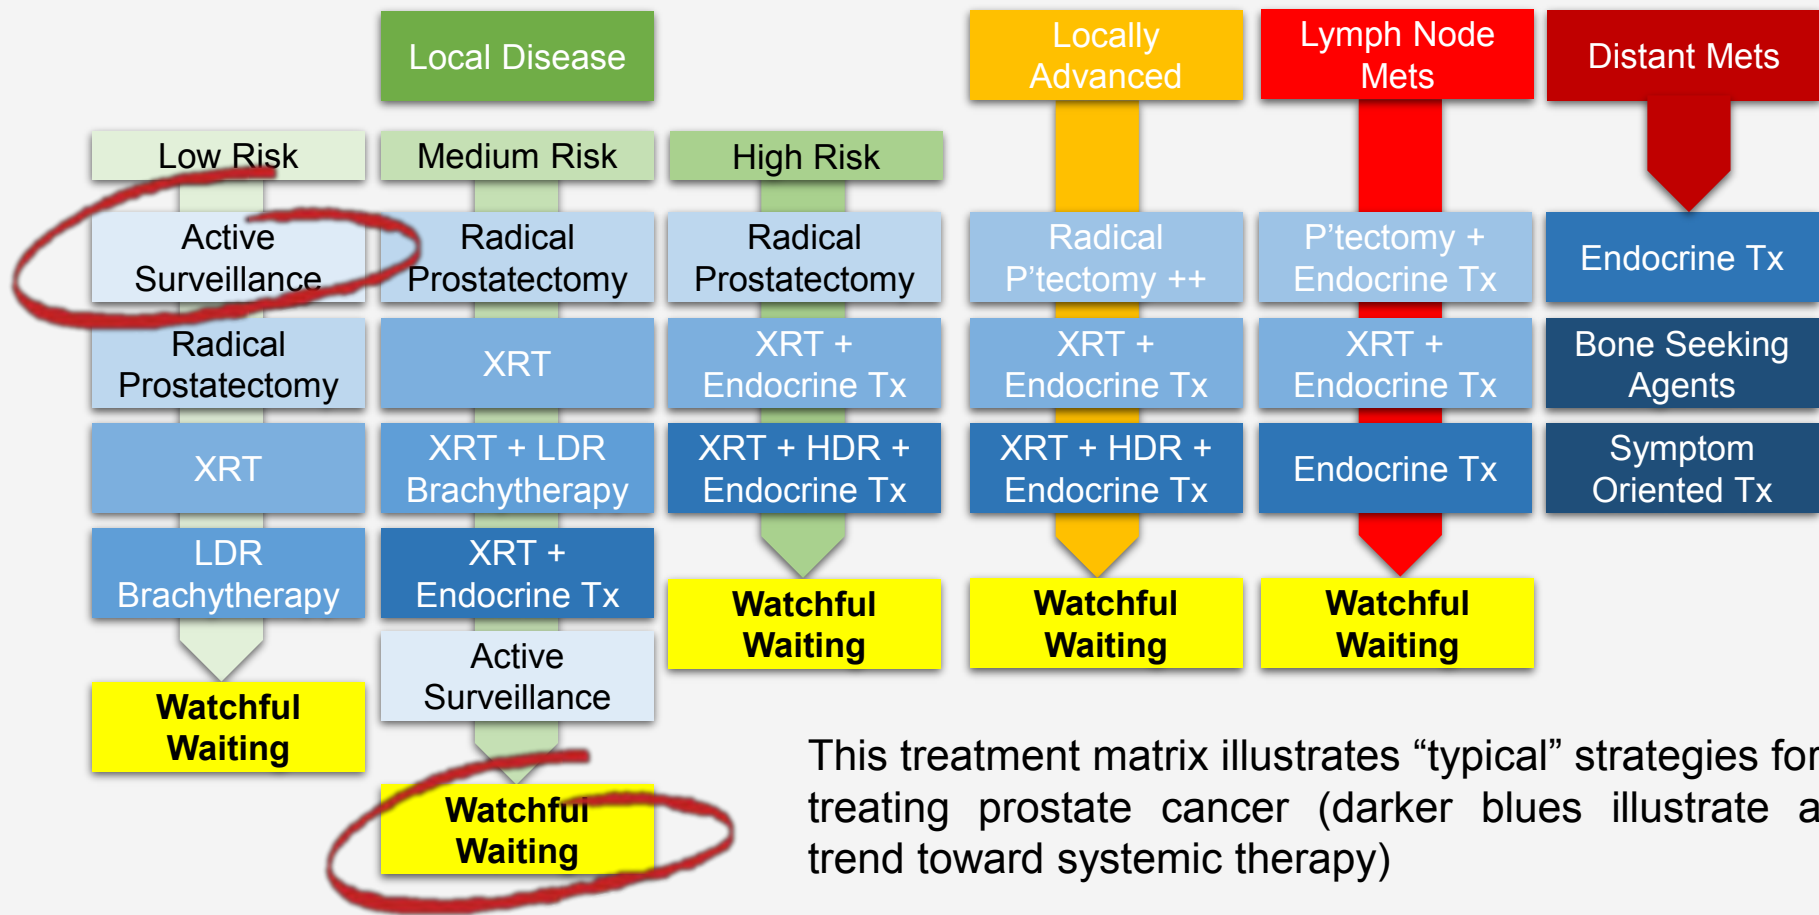 Local Disease
Locally
Advanced
Lymph Node
Mets
Distant Mets
Low Risk
Medium Risk
High Risk
Active
Surveillance
Radical
Prostatectomy
XRT
LDR
Brachytherapy
Watchful
Waiting
Radical
Prostatectomy
XRT
XRT + LDR
Brachytherapy
XRT +
Endocrine Tx
Active
Surveillance
Watchful
Waiting
Radical
Prostatectomy
XRT +
Endocrine Tx
XRT + HDR +
Endocrine Tx
Watchful
Waiting
Radical
P'tectomy ++
XRT +
Endocrine Tx
XRT + HDR +
Endocrine Tx
Watchful
Waiting
P'tectomy +
Endocrine Tx
XRT +
Endocrine Tx
Endocrine Tx
Watchful
Waiting
Endocrine Tx
Bone Seeking
Agents
Symptom
Oriented Tx
This treatment matrix illustrates “typical” strategies for
treating prostate cancer (darker blues illustrate a
trend toward systemic therapy)